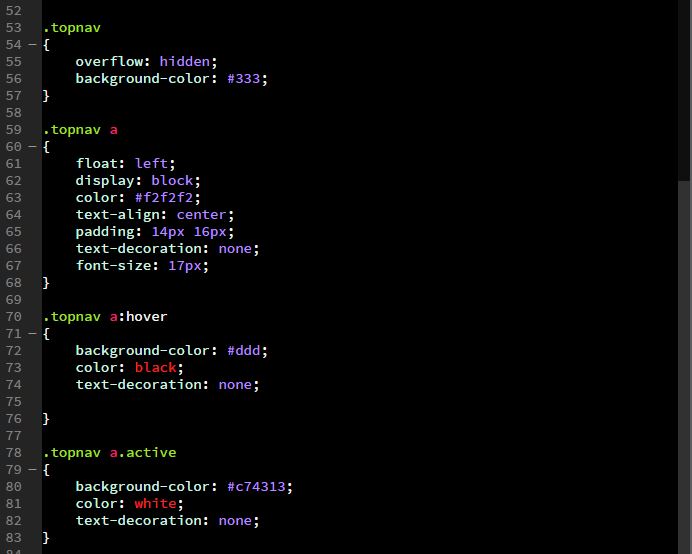 52
53 .topnav
54 – {
55 overflow: hidden;
56 background-color: #333;
57 }
58
59 .topnav a
60 – {
61 float: left;
62 display: block;
63 color: #f2f2f2;
64 text-align: center;
65 padding: 14px 16px;
66 text-decoration: none;
67 font-size: 17px;
68 }
69
70 .topnav a:hover
71 – {
72 background-color: #ddd;
73 color: black;
74 text-decoration: none;
75
76 }
77
78 .topnav a.active
79 – {
80 background-color: #c74313;
81 color: white;
82 text-decoration: none;
83 }
84